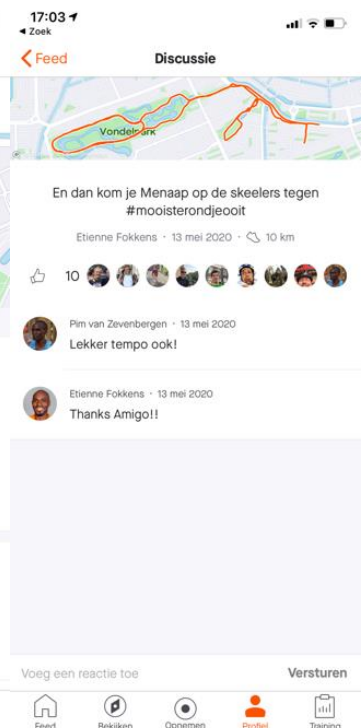 17:03
Zoek
Feed
Discussie
Vondelpark
En dan kom je Menaap op de skeelers tegen
#mooisterondjeooit
Etienne Fokkens · 13 mei 2020 · 10 km
10
Pim van Zevenbergen · 13 mei 2020
Lekker tempo ook!
Etienne Fokkens · 13 mei 2020
Thanks Amigo!!
Voeg een reactie toe
Versturen
Feed
Bekijken
Opnemen
Profiel
Training